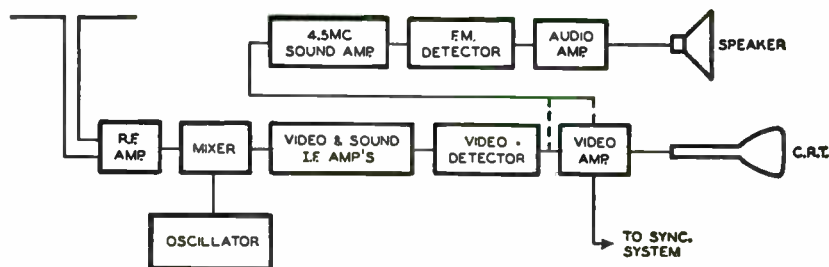 4.5MC
SOUND AMP.
F.M.
DETECTOR
AUDIO
AMP.
SPEAKER
R.F.
AMP.
MIXER
VIDEO & SOUND
I.F. AMP'S
VIDEO
DETECTOR
VIDEO
AMP.
C.R.T.
OSCILLATOR
TO SYNC.
SYSTEM